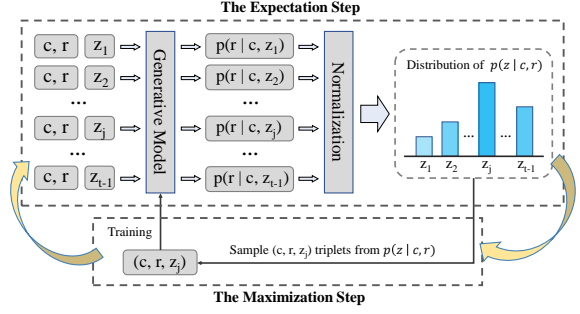 The Expectation Step
c, r z₁ p(r | c, z₁)
c, r z₂ p(r | c, z₂)
... ...
c, r zⱼ p(r | c, zⱼ)
... ...
c, r zₜ₋₁ p(r | c, zₜ₋₁)
Generative Model
Normalization
Distribution of p(z | c, r)
... ...
z₁ z₂ zⱼ zₜ₋₁
Training
Sample (c, r, zⱼ) triplets from p(z | c, r)
(c, r, zⱼ)
The Maximization Step